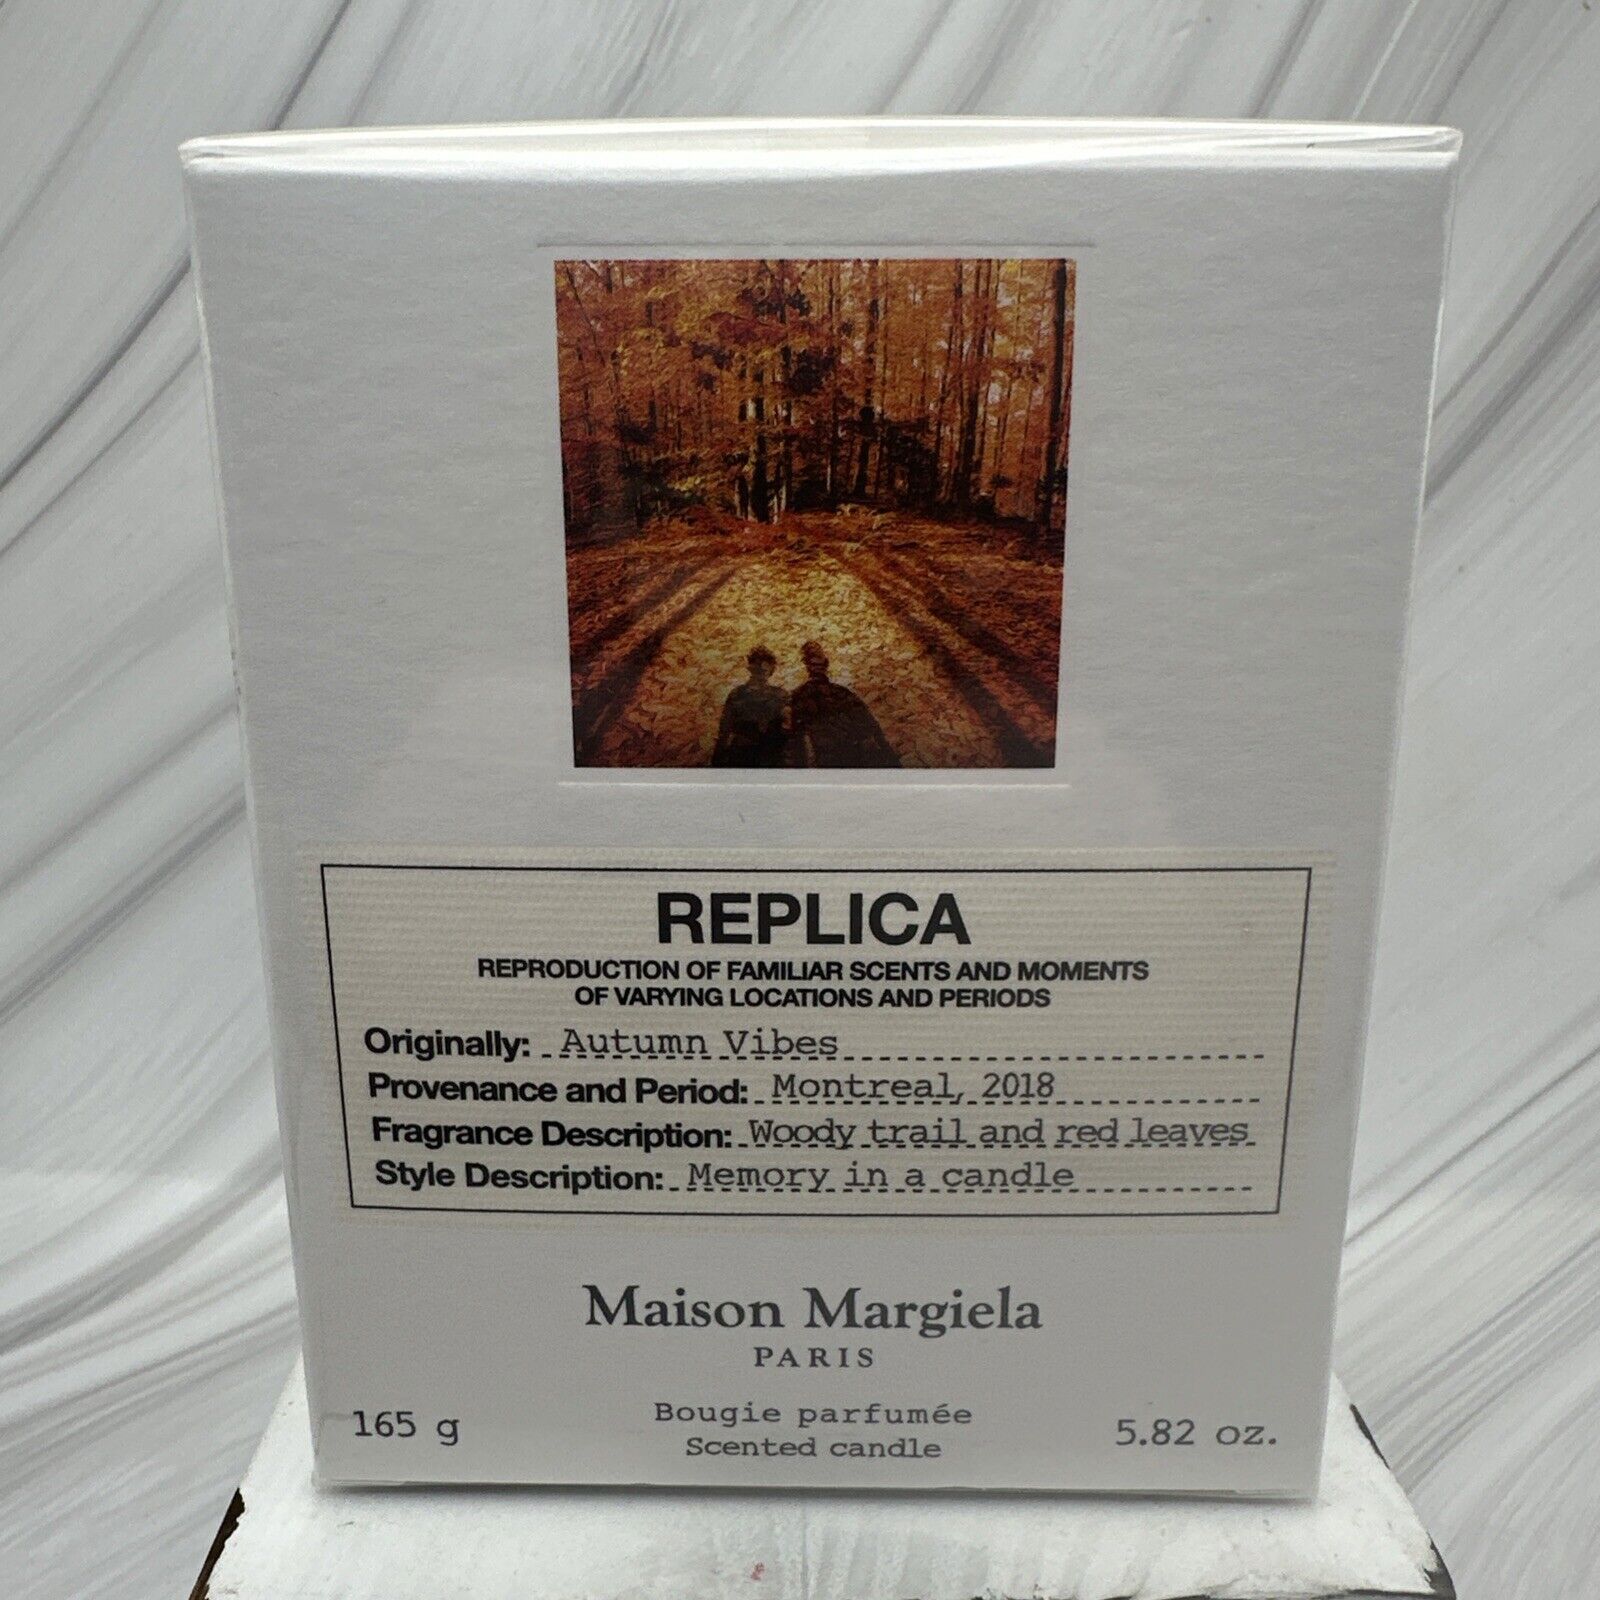 REPLICA
REPRODUCTION OF FAMILIAR SCENTS AND MOMENTS
OF VARYING LOCATIONS AND PERIODS
Originally: Autumn Vibes
Provenance and Period: Montreal, 2018
Fragrance Description: Woody trail and red leaves
Style Description: Memory in a candle
Maison Margiela
PARIS
165 g
Bougie parfumée
Scented candle
5.82 oz.